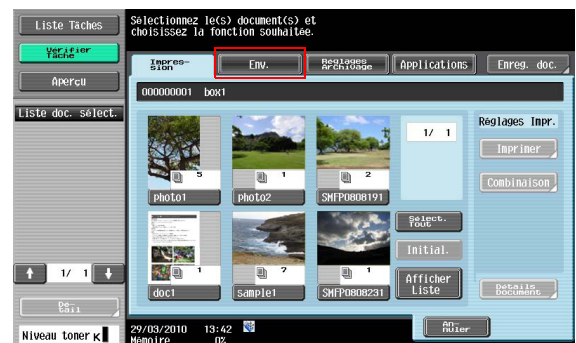 Liste Tâches
Sélectionnez le(s) document(s) et
choisissez la fonction souhaitée.
Vérifier
Tâche
Impres-
sion
Env.
Réglages
Archivage
Applications
Enreg. doc.
Aperçu
000000001 box1
Liste doc. sélect.
Réglages Impr.
1/ 1
Imprimer
5
1
2
Combinaison
photo1
photo2
SMFP0808191
Sélect.
Tout
Initial.
1
7
1
Afficher
Liste
1/ 1
doc1
sample1
SMFP0808231
Détails
Document
Dé-
tail
An-
nuler
Niveau toner K
29/03/2010 13:42
Mémoire 0%